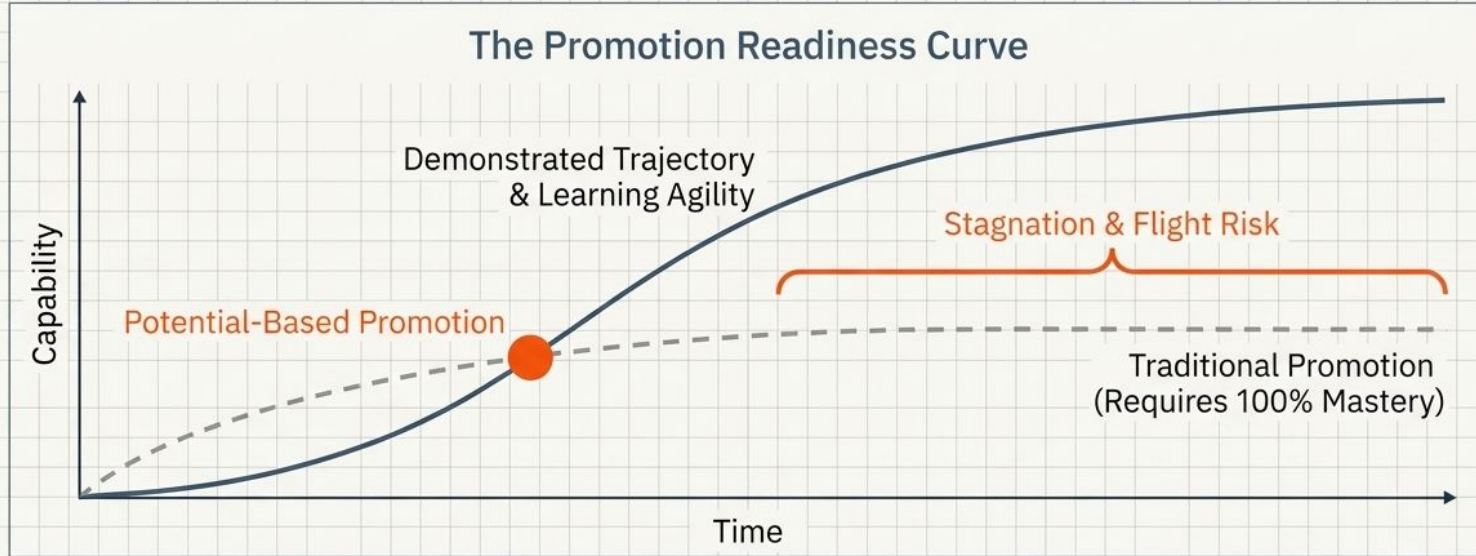 The Promotion Readiness Curve
Demonstrated Trajectory
& Learning Agility
Stagnation & Flight Risk
Potential-Based Promotion
Capability
Traditional Promotion
(Requires 100% Mastery)
Time